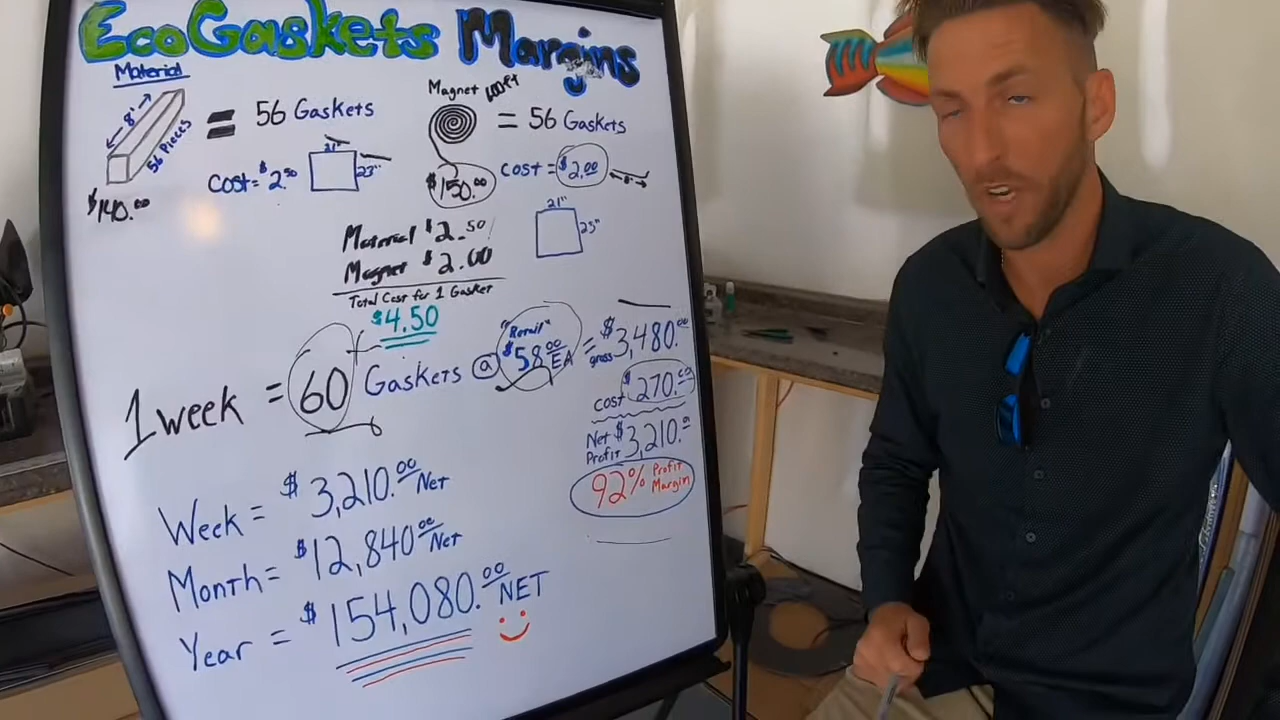 EcoGaskets Margins
Material
8'
56 Pieces
$140.00
= 56 Gaskets
Cost = $2.50
21"
23"
Magnet 600Ft
= 56 Gaskets
$150.00
Cost = $2.00
8'
21"
Material $2.50
Magnet $2.00
Total Cost for 1 Gasket
$4.50
1 week = 60 Gaskets @ "Retail" $58.00 EA = $3,480.00
gross
Cost $270.00
Net Profit $3,210.00
92% Profit Margin
Week = $3,210.00 Net
Month = $12,840.00 Net
Year = $154,080.00 NET